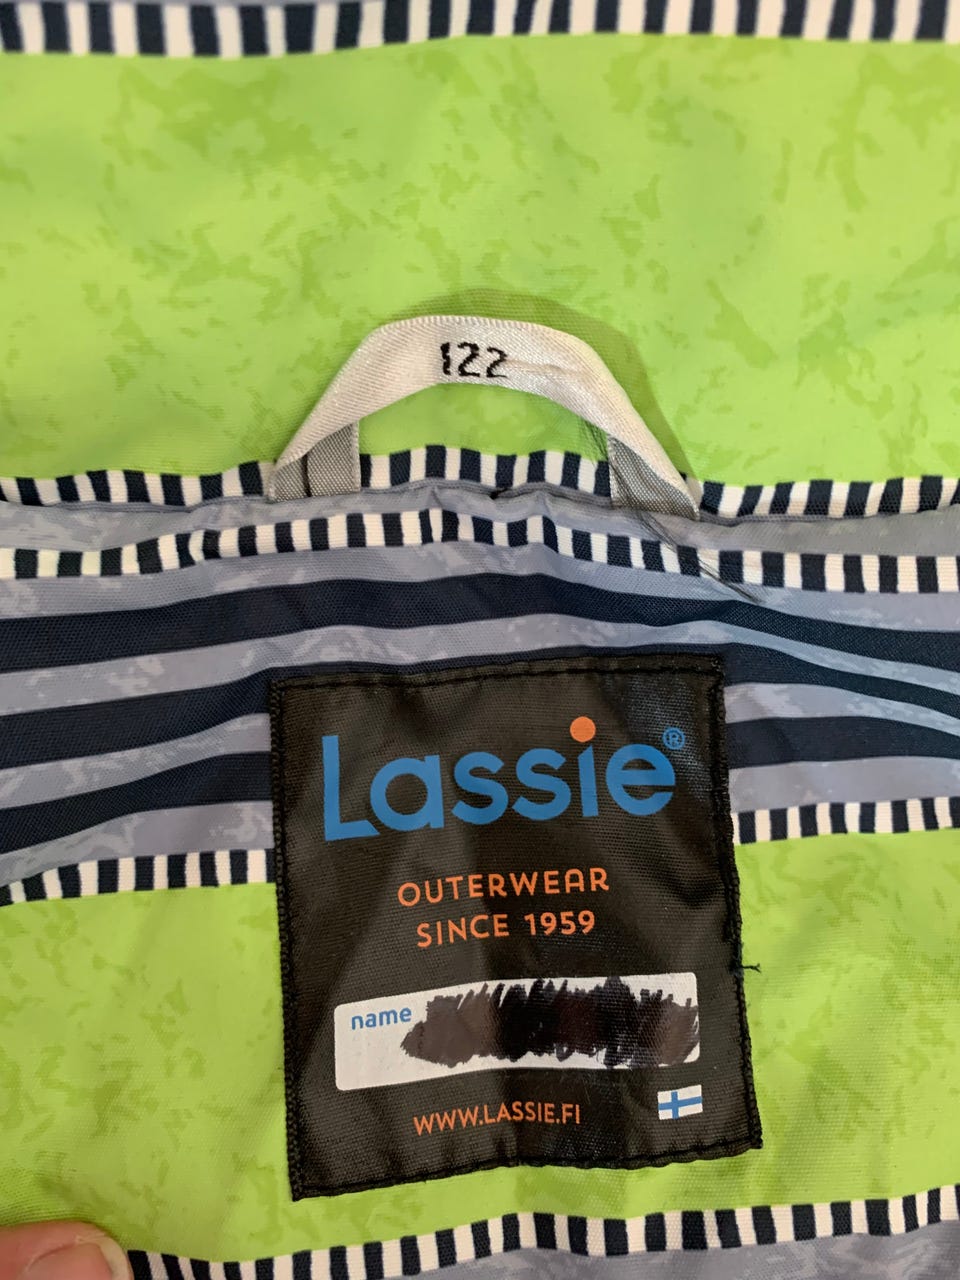 122
Lassie®
OUTERWEAR
SINCE 1959
name
WWW.LASSIE.FI